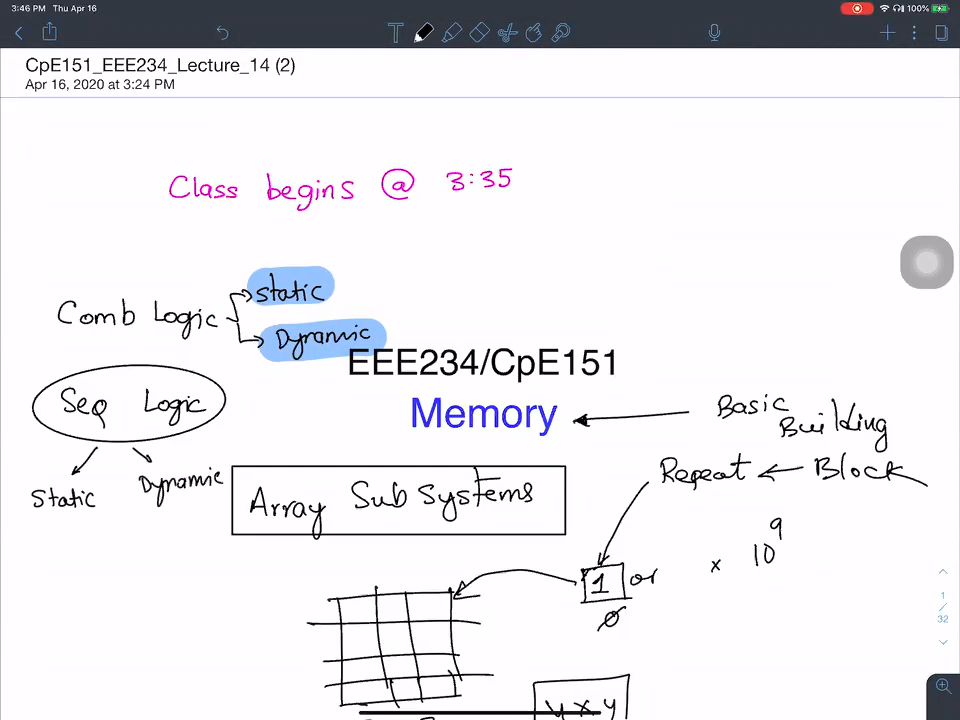 3:46 PM Thu Apr 16
100%
CpE151_EEE234_Lecture_14 (2)
Apr 16, 2020 at 3:24 PM
Class begins @ 3:35
Comb Logic
static
Dynamic
EEE234/CpE151
Memory
Basic
Building
Block
Repeat
Seq Logic
Static
Dynamic
Array Sub Systems
1 or
0
x 10^9
1
/
32